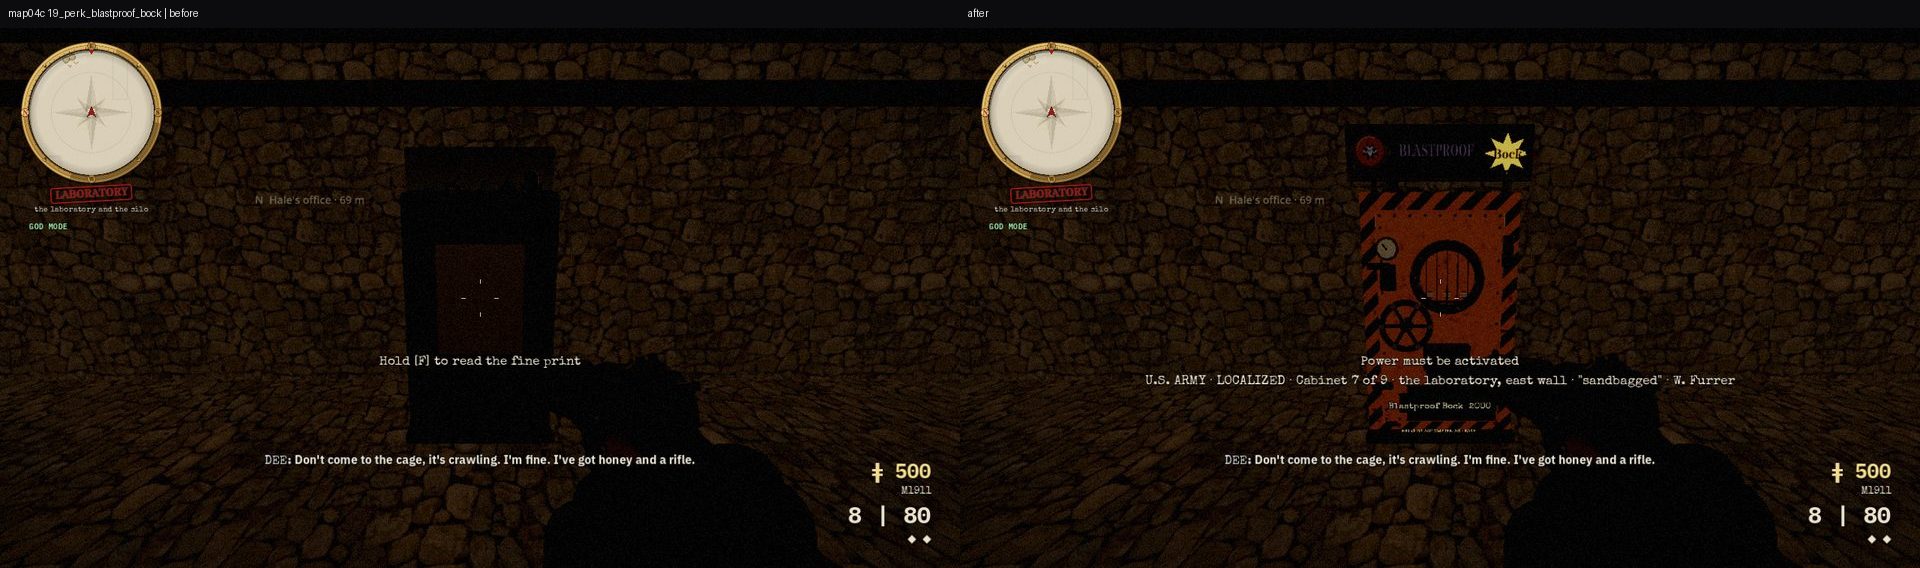 map04c 19_perk_blastproof_bock | before
LABORATORY
the laboratory and the silo
GOD MODE
N Hale's office · 69 m
Hold [F] to read the fine print
DEE: Don't come to the cage, it's crawling. I'm fine. I've got honey and a rifle.
500
M1911
8 | 80
after
LABORATORY
the laboratory and the silo
GOD MODE
N Hale's office · 69 m
BLASTPROOF
Bock
Power must be activated
U.S. ARMY · LOCALIZED · Cabinet 7 of 9 · the laboratory, east wall · "sandbagged" · W. Furrer
Blastproof Bock 2000
DEE: Don't come to the cage, it's crawling. I'm fine. I've got honey and a rifle.
500
M1911
8 | 80